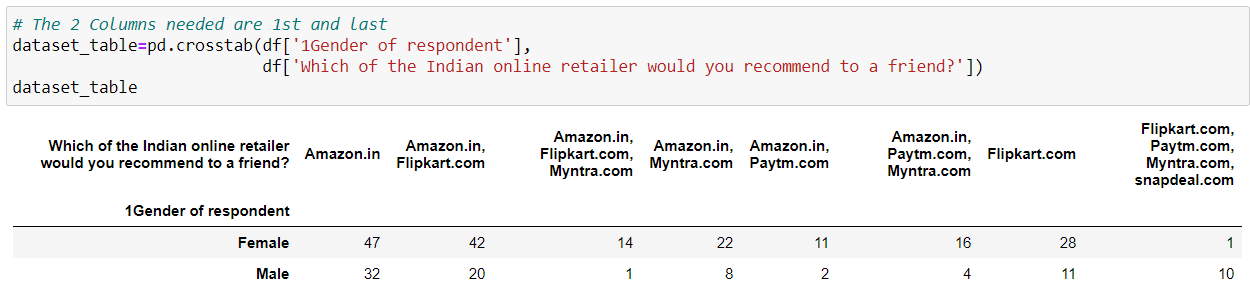 # The 2 Columns needed are 1st and last
dataset_table=pd.crosstab(df['1Gender of respondent'],
df['Which of the Indian online retailer would you recommend to a friend?'])
dataset_table
Which of the Indian online retailer
would you recommend to a friend?
Amazon.in
Amazon.in,
Flipkart.com
Amazon.in,
Flipkart.com,
Myntra.com
Amazon.in,
Myntra.com
Amazon.in,
Paytm.com
Amazon.in,
Paytm.com,
Myntra.com
Flipkart.com
Flipkart.com,
Paytm.com,
Myntra.com,
snapdeal.com
1Gender of respondent
Female 47 42 14 22 11 16 28 1
Male 32 20 1 8 2 4 11 10